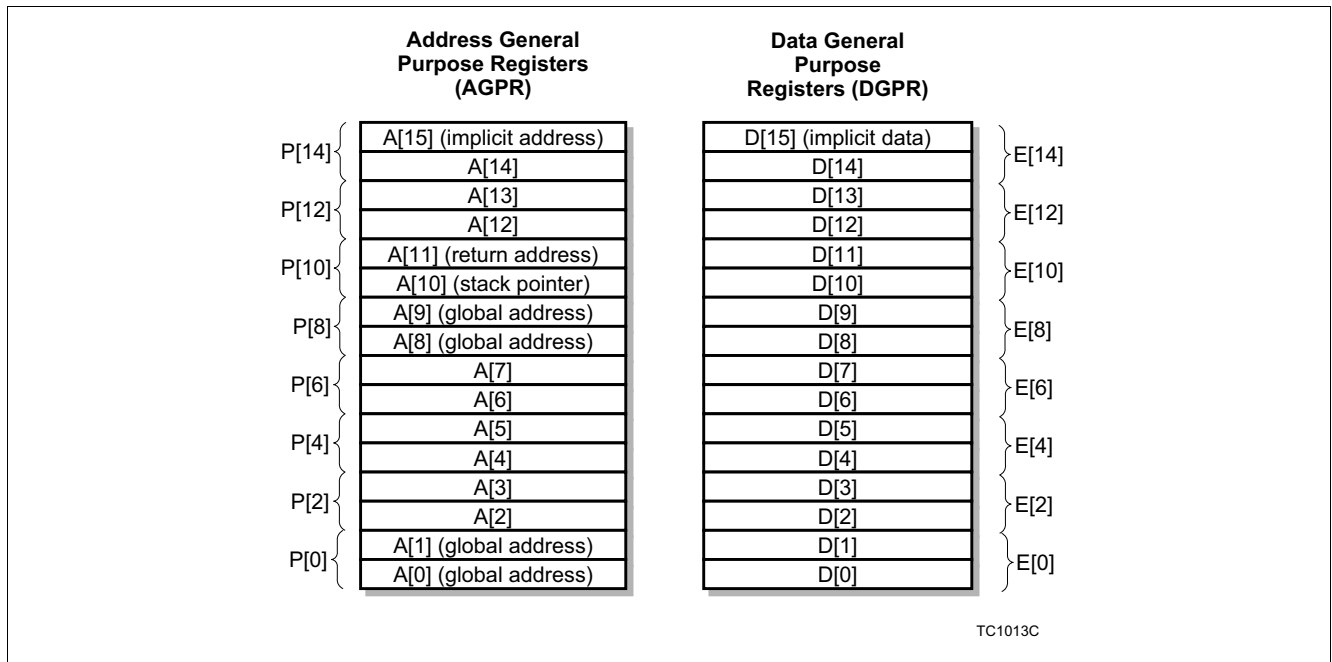 Address General
Purpose Registers
(AGPR)
Data General
Purpose
Registers (DGPR)
P[14]
A[15] (implicit address)
A[14]
P[12]
A[13]
A[12]
P[10]
A[11] (return address)
A[10] (stack pointer)
P[8]
A[9] (global address)
A[8] (global address)
P[6]
A[7]
A[6]
P[4]
A[5]
A[4]
P[2]
A[3]
A[2]
P[0]
A[1] (global address)
A[0] (global address)
D[15] (implicit data)
D[14]
E[14]
D[13]
D[12]
E[12]
D[11]
D[10]
E[10]
D[9]
D[8]
E[8]
D[7]
D[6]
E[6]
D[5]
D[4]
E[4]
D[3]
D[2]
E[2]
D[1]
D[0]
E[0]
TC1013C